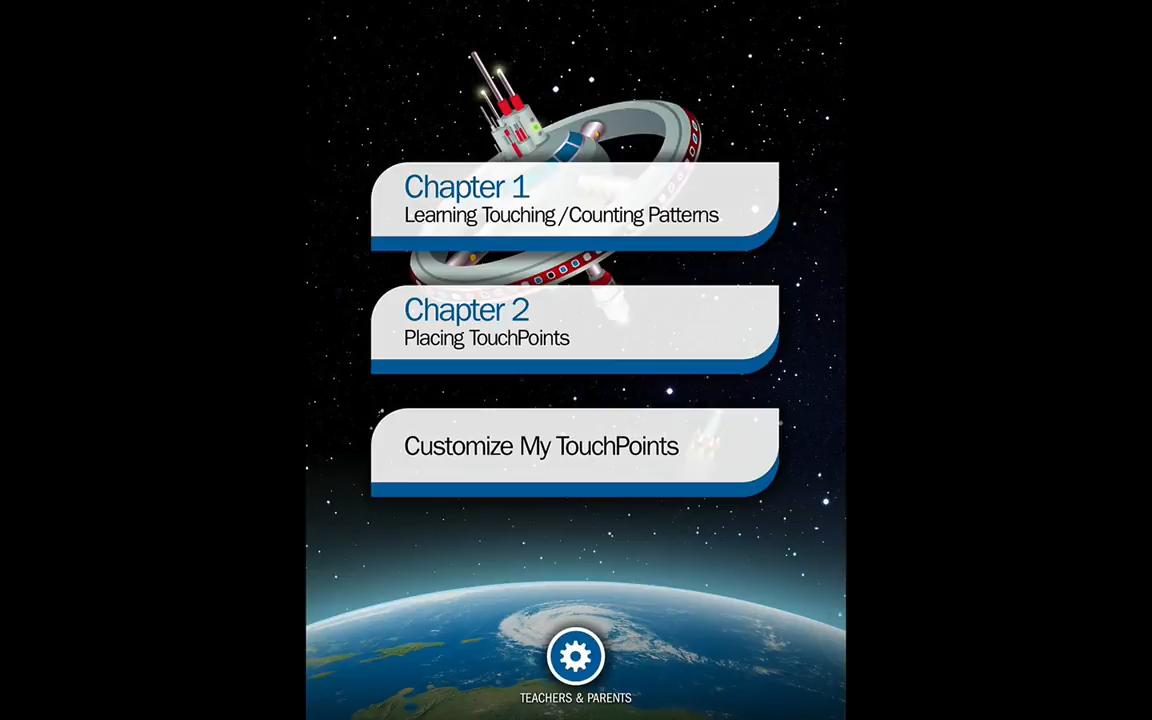 Chapter 1
Learning Touching/Counting Patterns
Chapter 2
Placing TouchPoints
Customize My TouchPoints
TEACHERS & PARENTS